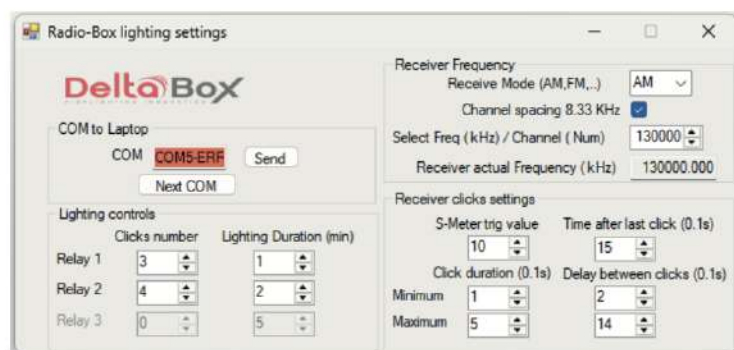 Radio-Box lighting settings
Delta Box
COM to Laptop
COM COM5-ERF Send
Next COM
Lighting controls
Clicks number Lighting Duration (min)
Relay 1 3 1
Relay 2 4 2
Relay 3 0 5
Receiver Frequency
Receive Mode (AM,FM,..) AM
Channel spacing 8.33 KHz
Select Freq (kHz) / Channel ( Num) 130000
Receiver actual Frequency (kHz) 130000.000
Receiver clicks settings
S-Meter trig value Time after last click (0.1s)
10 15
Click duration (0.1s) Delay between clicks (0.1s)
Minimum 1 2
Maximum 5 14